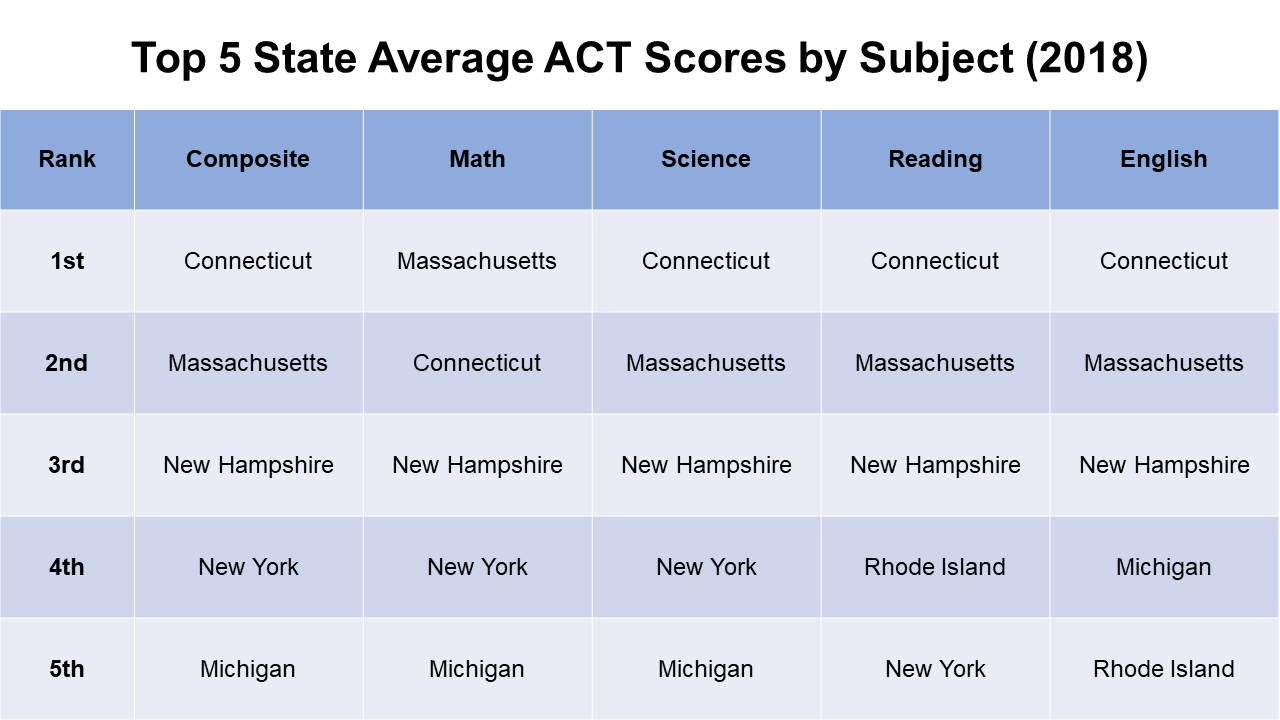 Top 5 State Average ACT Scores by Subject (2018)
Rank Composite Math Science Reading English
1st Connecticut Massachusetts Connecticut Connecticut Connecticut
2nd Massachusetts Connecticut Massachusetts Massachusetts Massachusetts
3rd New Hampshire New Hampshire New Hampshire New Hampshire New Hampshire
4th New York New York New York Rhode Island Michigan
5th Michigan Michigan Michigan New York Rhode Island